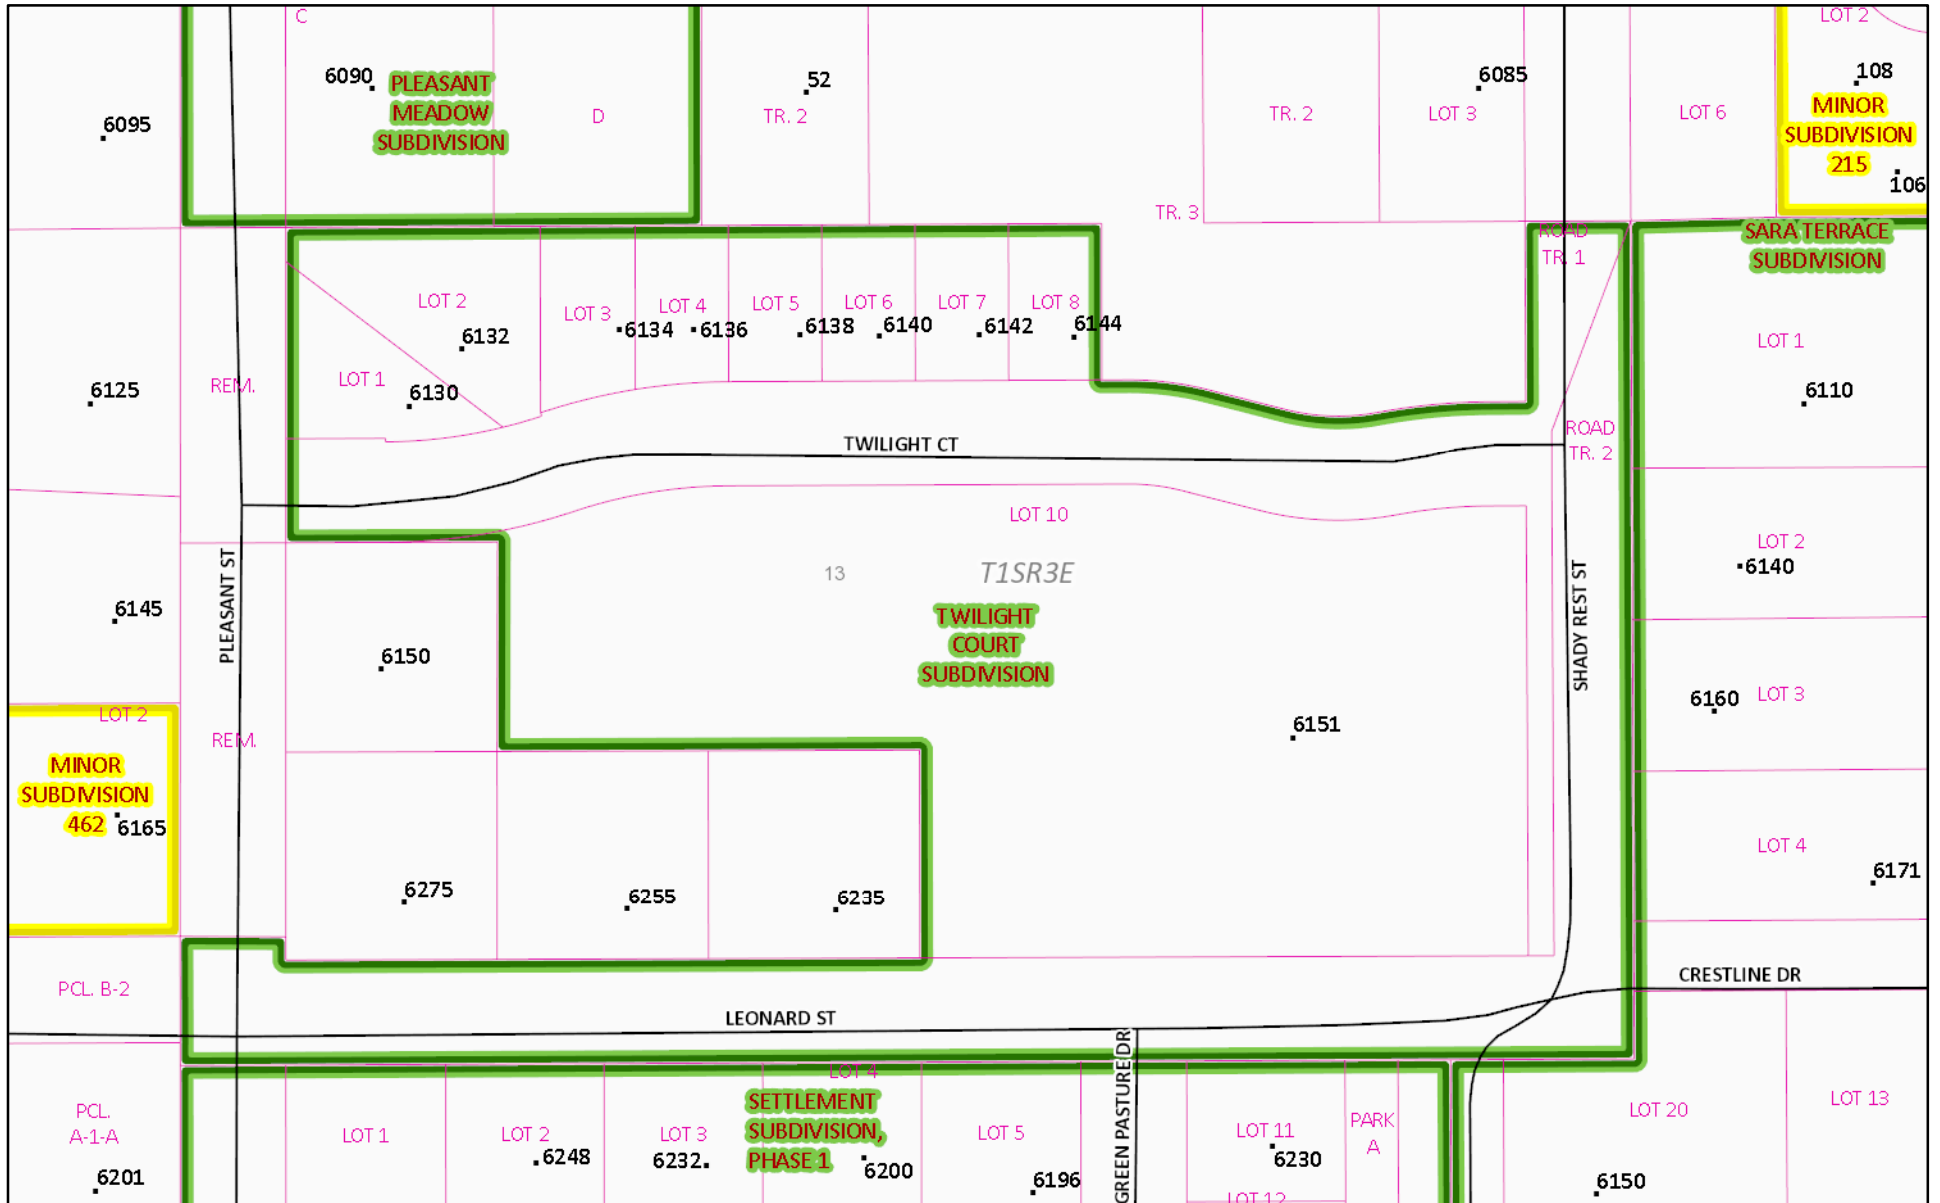 C
LOT 2
6090
PLEASANT
MEADOW
SUBDIVISION
D
52
TR. 2
TR. 2
6085
LOT 3
LOT 6
108
MINOR
SUBDIVISION
215
106
6095
TR. 3
ROAD
TR. 1
SARA TERRACE
SUBDIVISION
LOT 2
6132
LOT 3
6134
LOT 4
6136
LOT 5
6138
LOT 6
6140
LOT 7
6142
LOT 8
6144
LOT 1
6110
6125
REM.
LOT 1
6130
TWILIGHT CT
ROAD
TR. 2
LOT 10
13
T1SR3E
TWILIGHT
COURT
SUBDIVISION
LOT 2
6140
PLEASANT ST
SHADY REST ST
6145
6150
6160
LOT 3
6151
LOT 2
REM.
MINOR
SUBDIVISION
462
6165
LOT 4
6171
6275
6255
6235
PCL. B-2
CRESTLINE DR
LEONARD ST
GREEN PASTURE DR
LOT 4
SETTLEMENT
SUBDIVISION,
PHASE 1
PCL.
A-1-A
6201
LOT 1
LOT 2
6248
LOT 3
6232
6200
LOT 5
6196
LOT 11
6230
PARK
A
LOT 12
LOT 20
LOT 13
6150